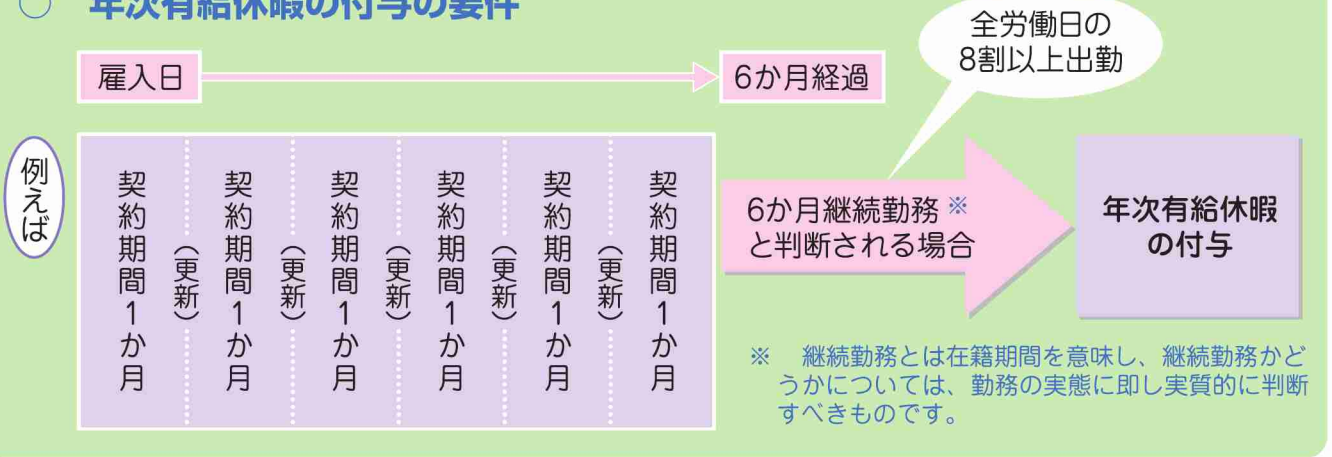 ○ 年次有給休暇の付与の要件
全労働日の
8割以上出勤
雇入日
6か月経過
例えば
契約期間1か月
(更新)
契約期間1か月
(更新)
契約期間1か月
(更新)
契約期間1か月
(更新)
契約期間1か月
(更新)
契約期間1か月
6か月継続勤務※
と判断される場合
年次有給休暇
の付与
※ 継続勤務とは在籍期間を意味し、継続勤務かど
うかについては、勤務の実態に即し実質的に判断
すべきものです。